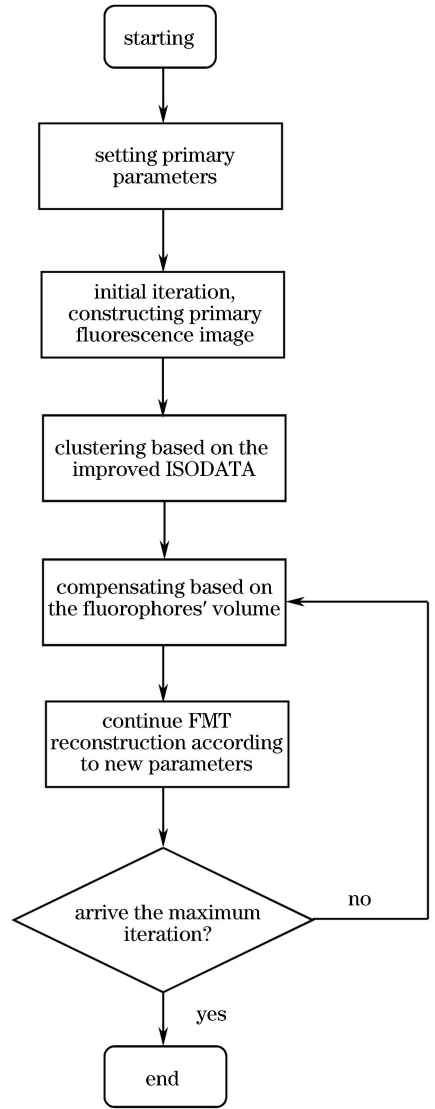 starting
setting primary
parameters
initial iteration,
constructing primary
fluorescence image
clustering based on the
improved ISODATA
compensating based on
the fluorophores' volume
continue FMT
reconstruction according
to new parameters
arrive the maximum
iteration?
no
yes
end